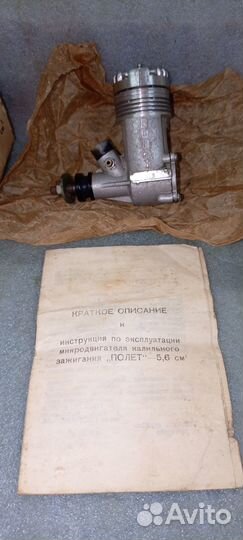 КРАТКОЕ ОПИСАНИЕ
и
инструкция по эксплуатации
микродвигателя калильного
зажигания „ПОЛЕТ“—5,6 см³
Avito